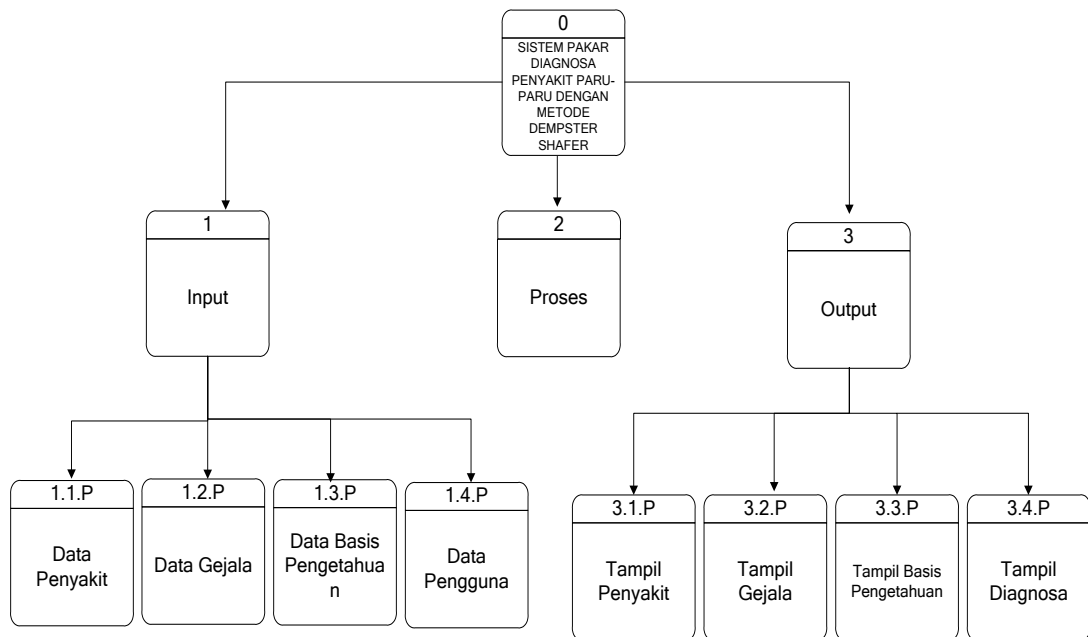 0
SISTEM PAKAR
DIAGNOSA
PENYAKIT PARU-
PARU DENGAN
METODE
DEMPSTER
SHAFER
1
Input
2
Proses
3
Output
1.1.P
Data
Penyakit
1.2.P
Data Gejala
1.3.P
Data Basis
Pengetahua
n
1.4.P
Data
Pengguna
3.1.P
Tampil
Penyakit
3.2.P
Tampil
Gejala
3.3.P
Tampil Basis
Pengetahuan
3.4.P
Tampil
Diagnosa